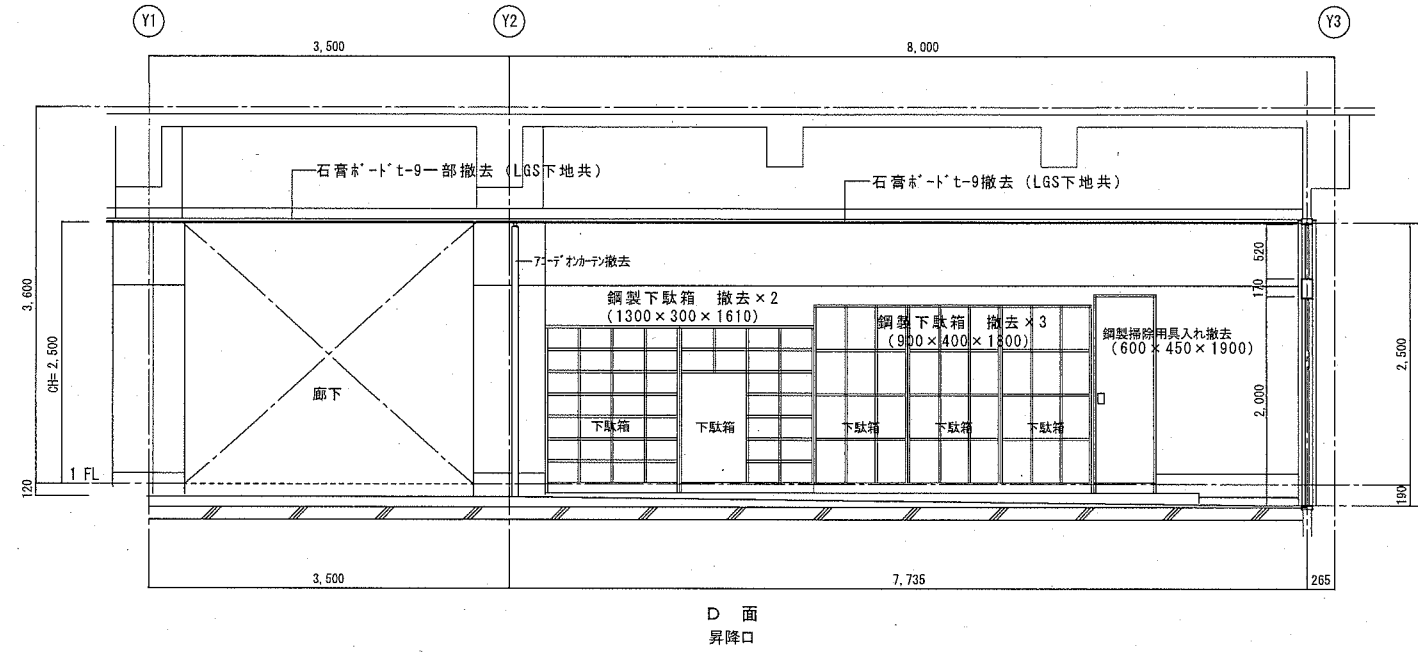 Y1
Y2
Y3
3,500
8,000
石膏ボードt-9一部撤去 (LGS下地共)
石膏ボードt-9撤去 (LGS下地共)
アコーデオンカーテン撤去
鋼製下駄箱 撤去×2
(1300×300×1610)
鋼製下駄箱 撤去×3
(900×400×1800)
鋼製掃除用具入れ撤去
(600×450×1900)
3,600
CH=2,500
廊下
下駄箱
下駄箱
下駄箱
下駄箱
下駄箱
520
170
2,000
2,500
1 FL
120
190
3,500
7,735
265
D 面
昇降口